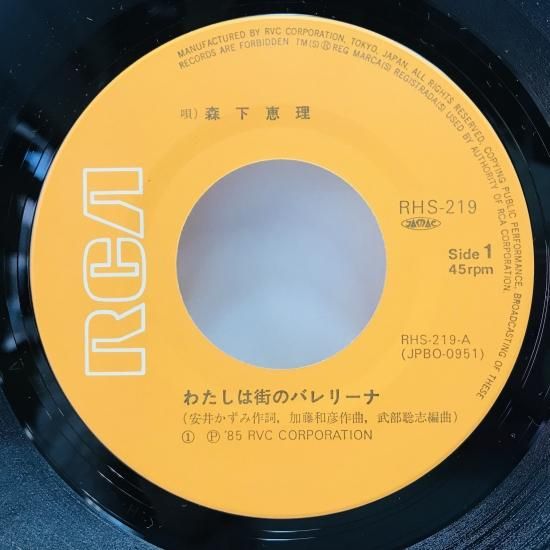 MANUFACTURED BY RVC CORPORATION, TOKYO, JAPAN. ALL RIGHTS RESERVED, COPYING PUBLIC PERFORMANCE, BROADCASTING OF THESE
RECORDS ARE FORBIDDEN TM(S) ® REG MARCA(S) REGISTRADA(S) USED BY AUTHORITY OF RCA CORPORATION.
唄) 森下恵理
RCA
RHS-219
JASRAC
Side 1
45rpm
RHS-219-A
(JPBO-0951)
わたしは街のバレリーナ
(安井かずみ作詞, 加藤和彦作曲, 武部聡志編曲)
① ℗ '85 RVC CORPORATION